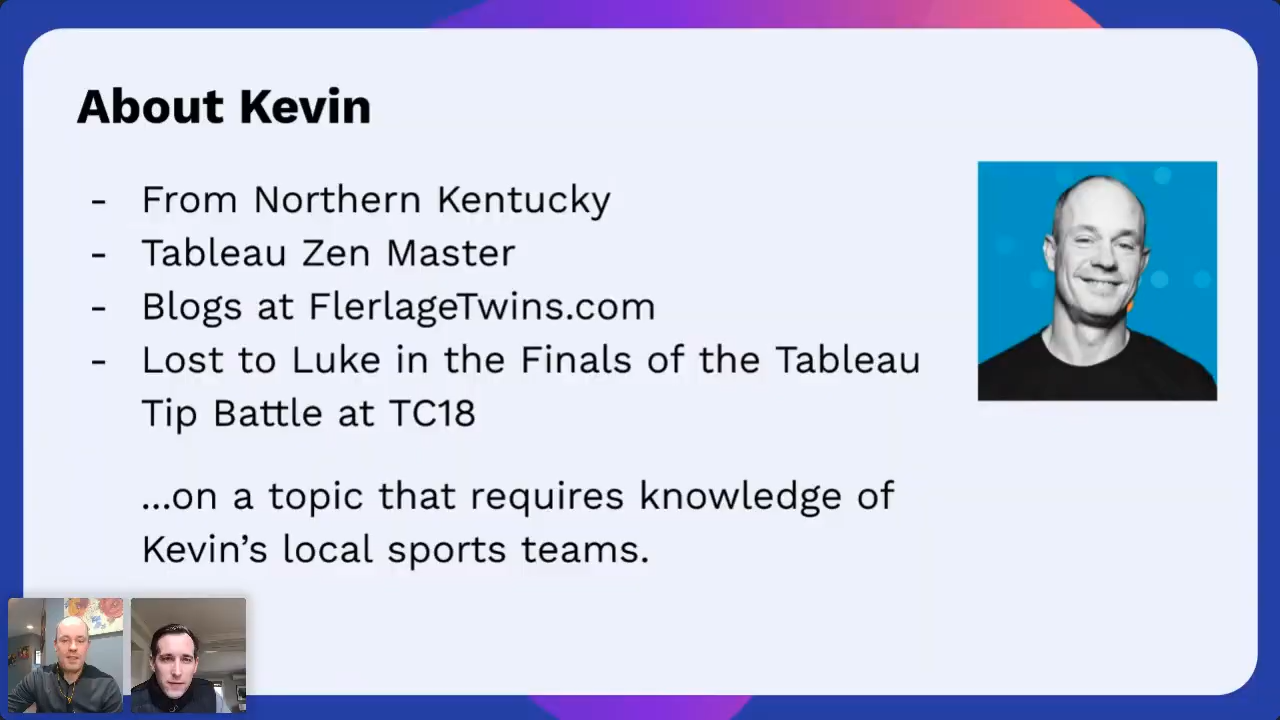 About Kevin
- From Northern Kentucky
- Tableau Zen Master
- Blogs at FlerlageTwins.com
- Lost to Luke in the Finals of the Tableau
Tip Battle at TC18
...on a topic that requires knowledge of
Kevin’s local sports teams.